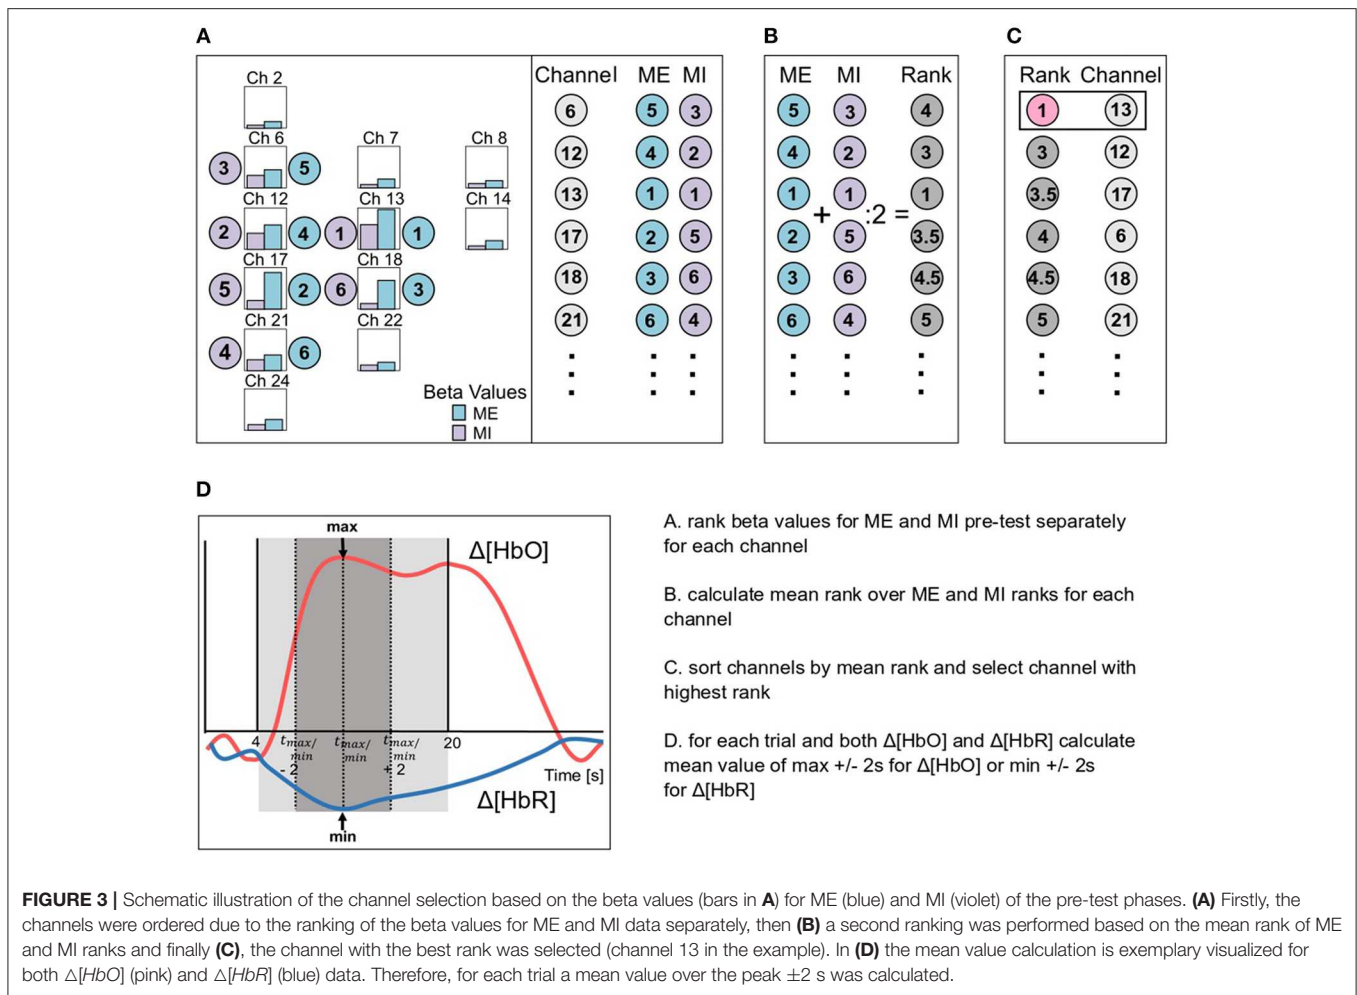 A
B
C
Ch 2
Ch 6
Ch 7
Ch 8
3
5
Ch 12
Ch 13
Ch 14
2
4
1
1
Ch 17
Ch 18
5
2
6
3
Ch 21
Ch 22
4
6
Ch 24
Beta Values
ME
MI
Channel ME MI
6 5 3
12 4 2
13 1 1
17 2 5
18 3 6
21 6 4
ME MI Rank
5 3 4
4 2 3
1 1 1
+ :2 =
2 5 3.5
3 6 4.5
6 4 5
Rank Channel
1 13
3 12
3.5 17
4 6
4.5 18
5 21
D
max
Δ[HbO]
4 tmax/min - 2 tmax/min tmax/min + 2 20
Time [s]
Δ[HbR]
min
A. rank beta values for ME and MI pre-test separately
for each channel
B. calculate mean rank over ME and MI ranks for each
channel
C. sort channels by mean rank and select channel with
highest rank
D. for each trial and both Δ[HbO] and Δ[HbR] calculate
mean value of max +/- 2s for Δ[HbO] or min +/- 2s
for Δ[HbR]
FIGURE 3 | Schematic illustration of the channel selection based on the beta values (bars in A) for ME (blue) and MI (violet) of the pre-test phases. (A) Firstly, the
channels were ordered due to the ranking of the beta values for ME and MI data separately, then (B) a second ranking was performed based on the mean rank of ME
and MI ranks and finally (C), the channel with the best rank was selected (channel 13 in the example). In (D) the mean value calculation is exemplary visualized for
both △[HbO] (pink) and △[HbR] (blue) data. Therefore, for each trial a mean value over the peak ±2 s was calculated.